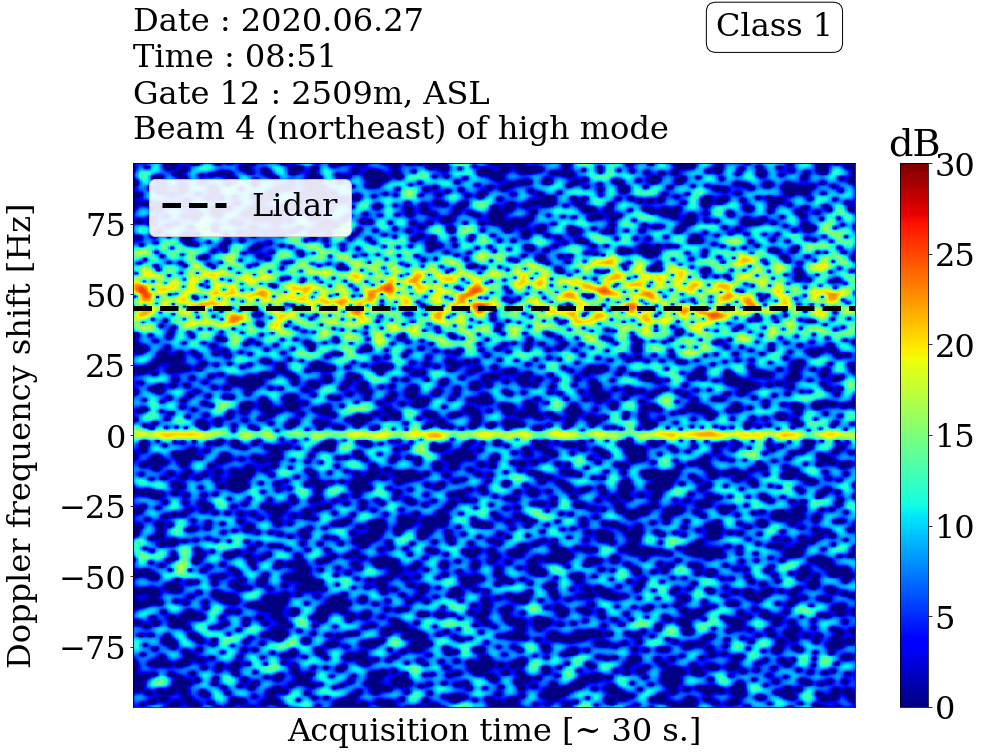 Date : 2020.06.27
Time : 08:51
Gate 12 : 2509m, ASL
Beam 4 (northeast) of high mode
Class 1
dB
Lidar
Doppler frequency shift [Hz]
75
50
25
0
−25
−50
−75
30
25
20
15
10
5
0
Acquisition time [~ 30 s.]